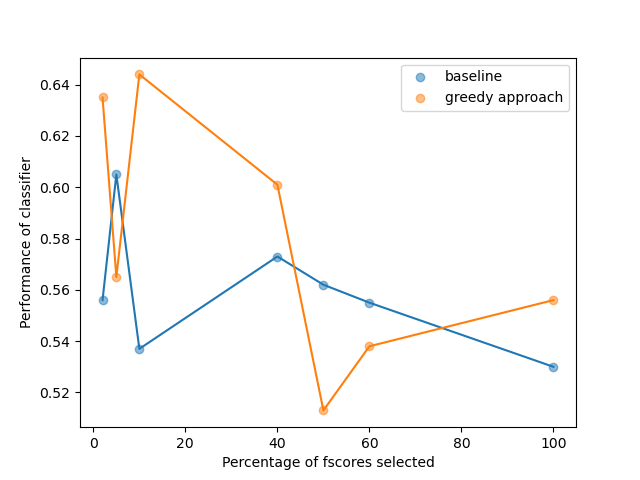 baseline
greedy approach
0.64
0.62
0.60
0.58
0.56
0.54
0.52
Performance of classifier
0 20 40 60 80 100
Percentage of fscores selected